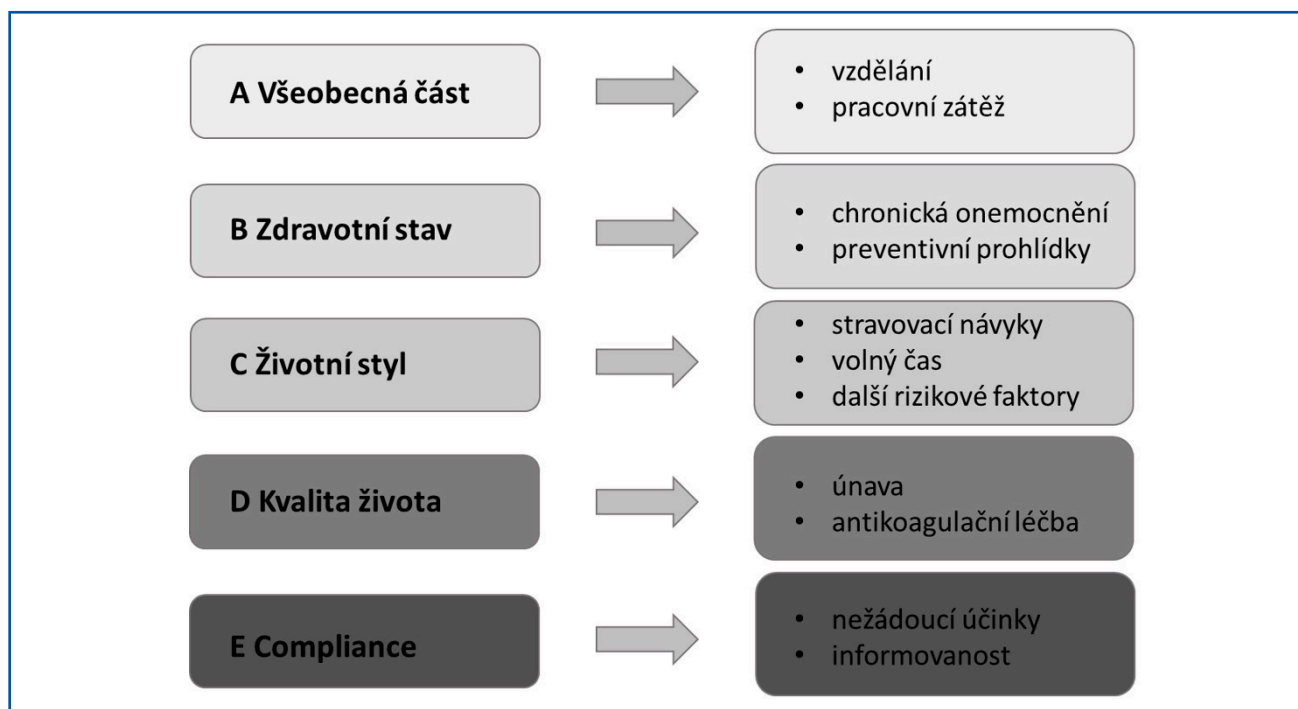 A Všeobecná část
• vzdělání
• pracovní zátěž
B Zdravotní stav
• chronická onemocnění
• preventivní prohlídky
C Životní styl
• stravovací návyky
• volný čas
• další rizikové faktory
D Kvalita života
• únava
• antikoagulační léčba
E Compliance
• nežádoucí účinky
• informovanost